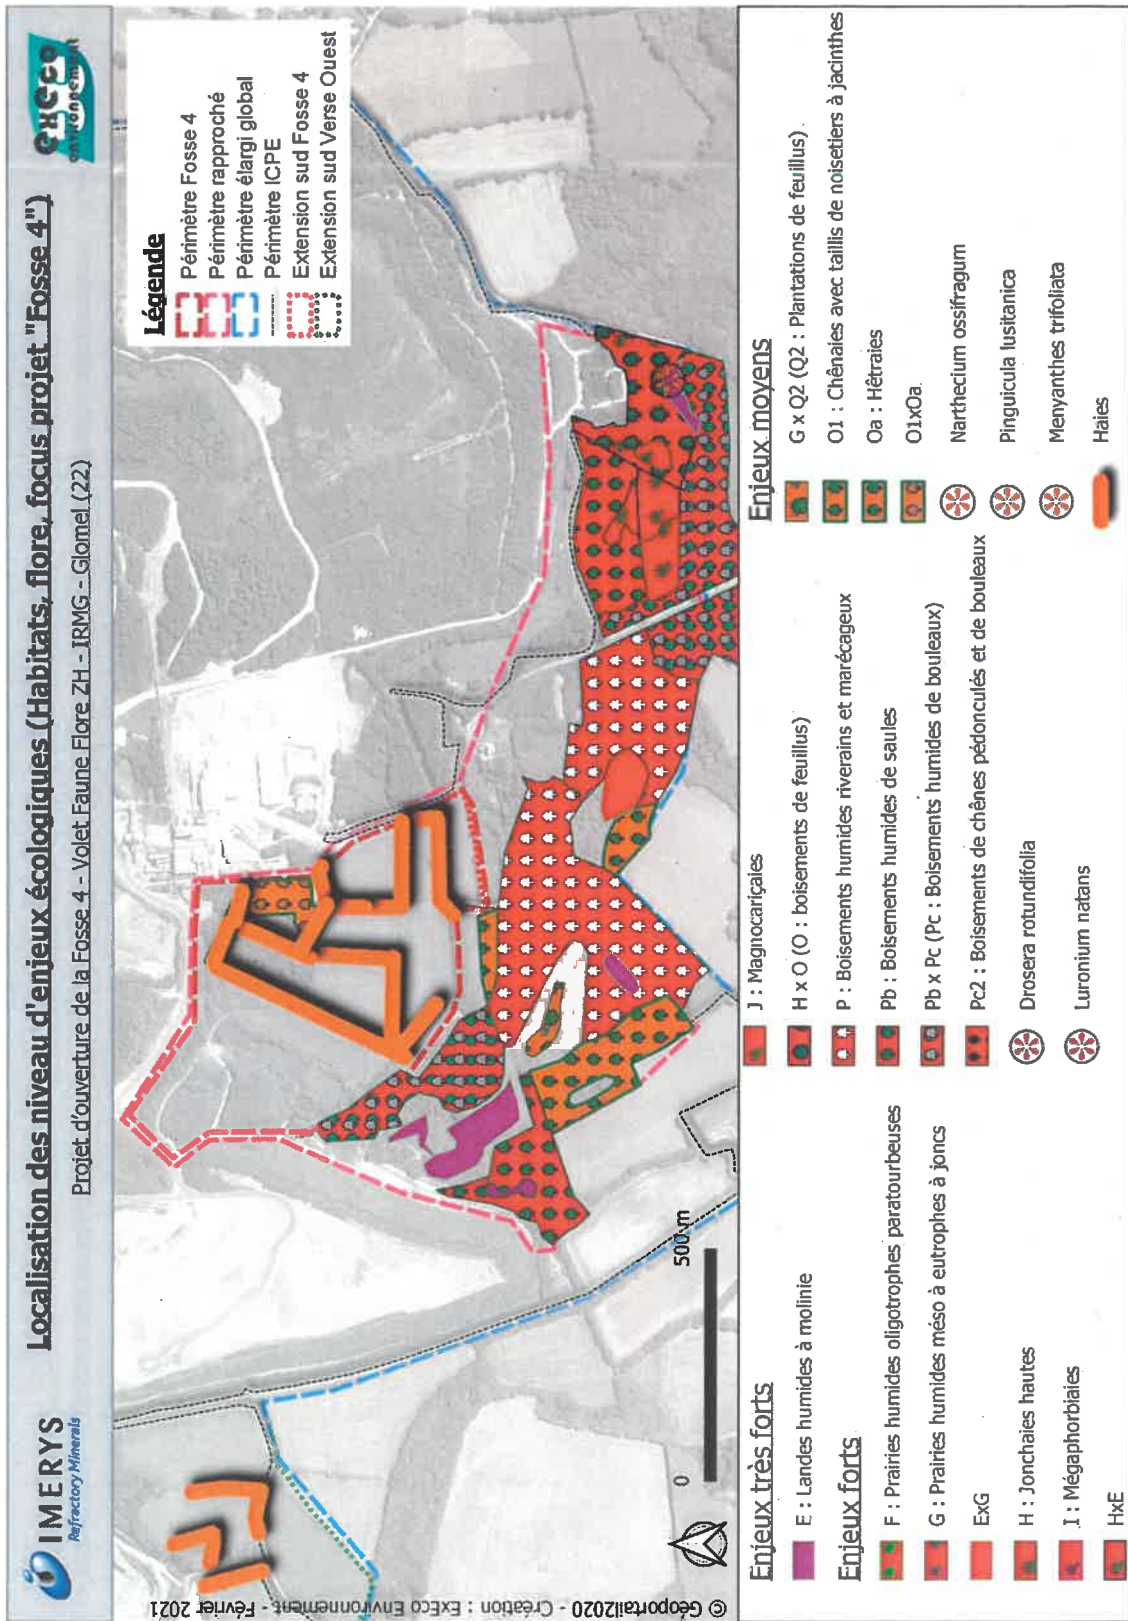 IMERYS
Refractory Minerals
Localisation des niveau d'enjeux écologiques (Habitats, flore, focus projet "Fosse 4")
Projet d'ouverture de la Fosse 4 - Volet Faune Flore ZH - IRMG - Glomel (22)
execo
environnement
Légende
Périmètre Fosse 4
Périmètre rapproché
Périmètre élargi global
Périmètre ICPE
Extension sud Fosse 4
Extension sud Verse Ouest
0
500 m
© Géoportail2020 - Création : ExEco Environnement - Février 2021
Enjeux très forts
E : Landes humides à molinie
Enjeux forts
F : Prairies humides oligotrophes paratourbeuses
G : Prairies humides méso à eutrophes à joncs
ExG
H : Jonchaies hautes
I : Mégaphorbiaies
HxE
J : Magnocariçaies
H x O (O : boisements de feuillus)
P : Boisements humides riverains et marécageux
Pb : Boisements humides de saules
Pb x Pc (Pc : Boisements humides de bouleaux)
Pc2 : Boisements de chênes pédonculés et de bouleaux
Drosera rotundifolia
Luronium natans
Enjeux moyens
G x Q2 (Q2 : Plantations de feuillus)
O1 : Chênaies avec taillis de noisetiers à jacinthes
Oa : Hêtraies
O1xOa
Narthecium ossifragum
Pinguicula lusitanica
Menyanthes trifoliata
Haies